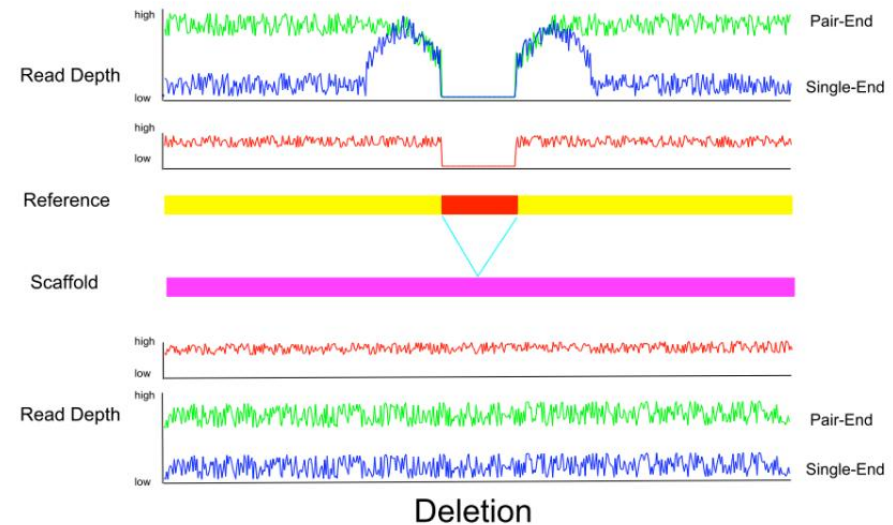 high
Pair-End
Read Depth
Single-End
low
high
low
Reference
Scaffold
high
low
high
Read Depth
Pair-End
Single-End
low
Deletion